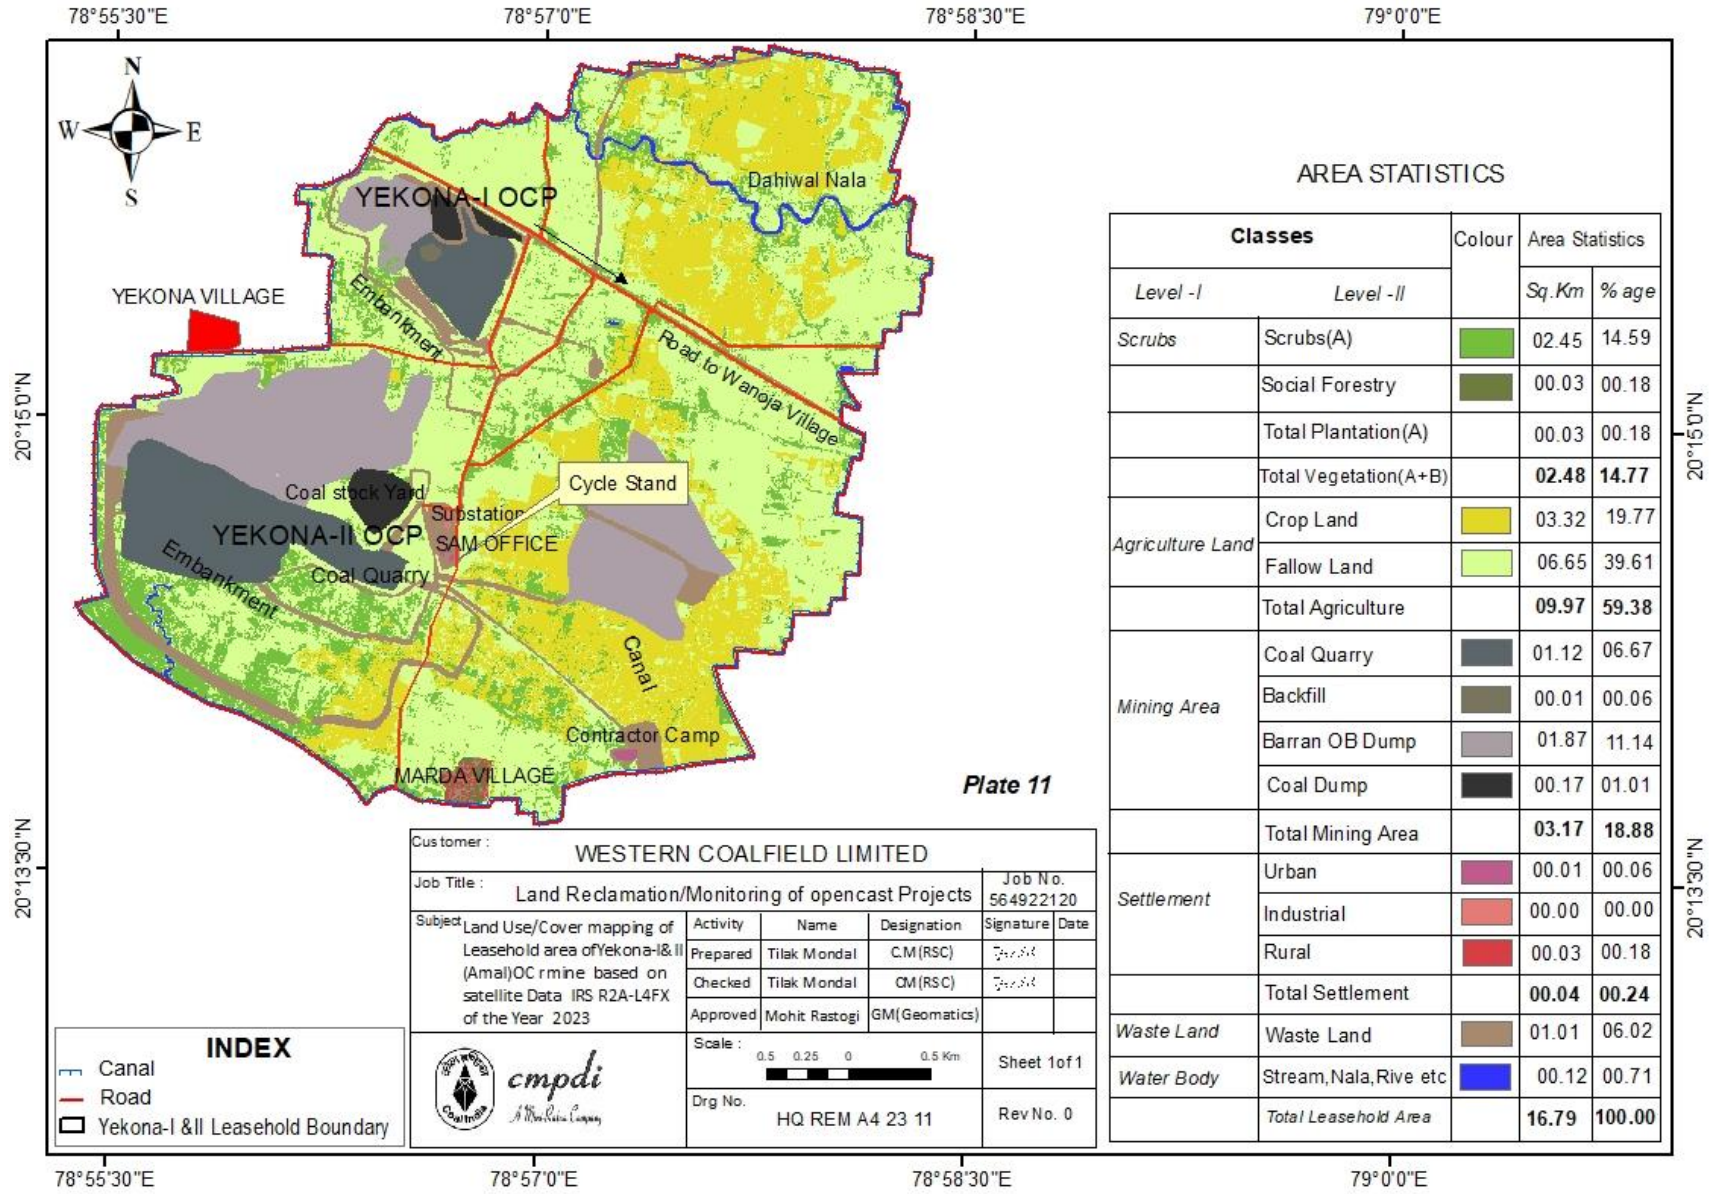 78°55'30"E 78°57'0"E 78°58'30"E 79°0'0"E
N
W E
S
YEKONA-I OCP
Dahiwal Nala
YEKONA VILLAGE
Embankment
Road to Wanoja Village
20°15'0"N
20°15'0"N
Cycle Stand
Coal stock Yard
Substation
YEKONA-II OCP
SAM OFFICE
Embankment
Coal Quarry
Canal
Contractor Camp
MARDA VILLAGE
Plate 11
20°13'30"N
20°13'30"N
AREA STATISTICS
Classes Colour Area Statistics
Level -I Level -II Sq.Km % age
Scrubs Scrubs(A) 02.45 14.59
Social Forestry 00.03 00.18
Total Plantation(A) 00.03 00.18
Total Vegetation(A+B) 02.48 14.77
Agriculture Land
Crop Land 03.32 19.77
Fallow Land 06.65 39.61
Total Agriculture 09.97 59.38
Mining Area
Coal Quarry 01.12 06.67
Backfill 00.01 00.06
Barran OB Dump 01.87 11.14
Coal Dump 00.17 01.01
Total Mining Area 03.17 18.88
Settlement
Urban 00.01 00.06
Industrial 00.00 00.00
Rural 00.03 00.18
Total Settlement 00.04 00.24
Waste Land Waste Land 01.01 06.02
Water Body Stream,Nala,Rive etc 00.12 00.71
Total Leasehold Area 16.79 100.00
Customer :
WESTERN COALFIELD LIMITED
Job Title :
Land Reclamation/Monitoring of opencast Projects
Job No.
564922120
Subject
Land Use/Cover mapping of
Leasehold area ofYekona-I& II
(Amal)OC rmine based on
satellite Data IRS R2A-L4FX
of the Year 2023
Activity Name Designation Signature Date
Prepared Tilak Mondal C.M(RSC)
Checked Tilak Mondal CM(RSC)
Approved Mohit Rastogi GM(Geomatics)
Scale :
0.5 0.25 0 0.5 Km
Sheet 1of 1
Drg No.
HQ REM A4 23 11
Rev No. 0
cmpdi
A Mini Ratna Company
Coal India
INDEX
Canal
Road
Yekona-I &II Leasehold Boundary
78°55'30"E 78°57'0"E 78°58'30"E 79°0'0"E